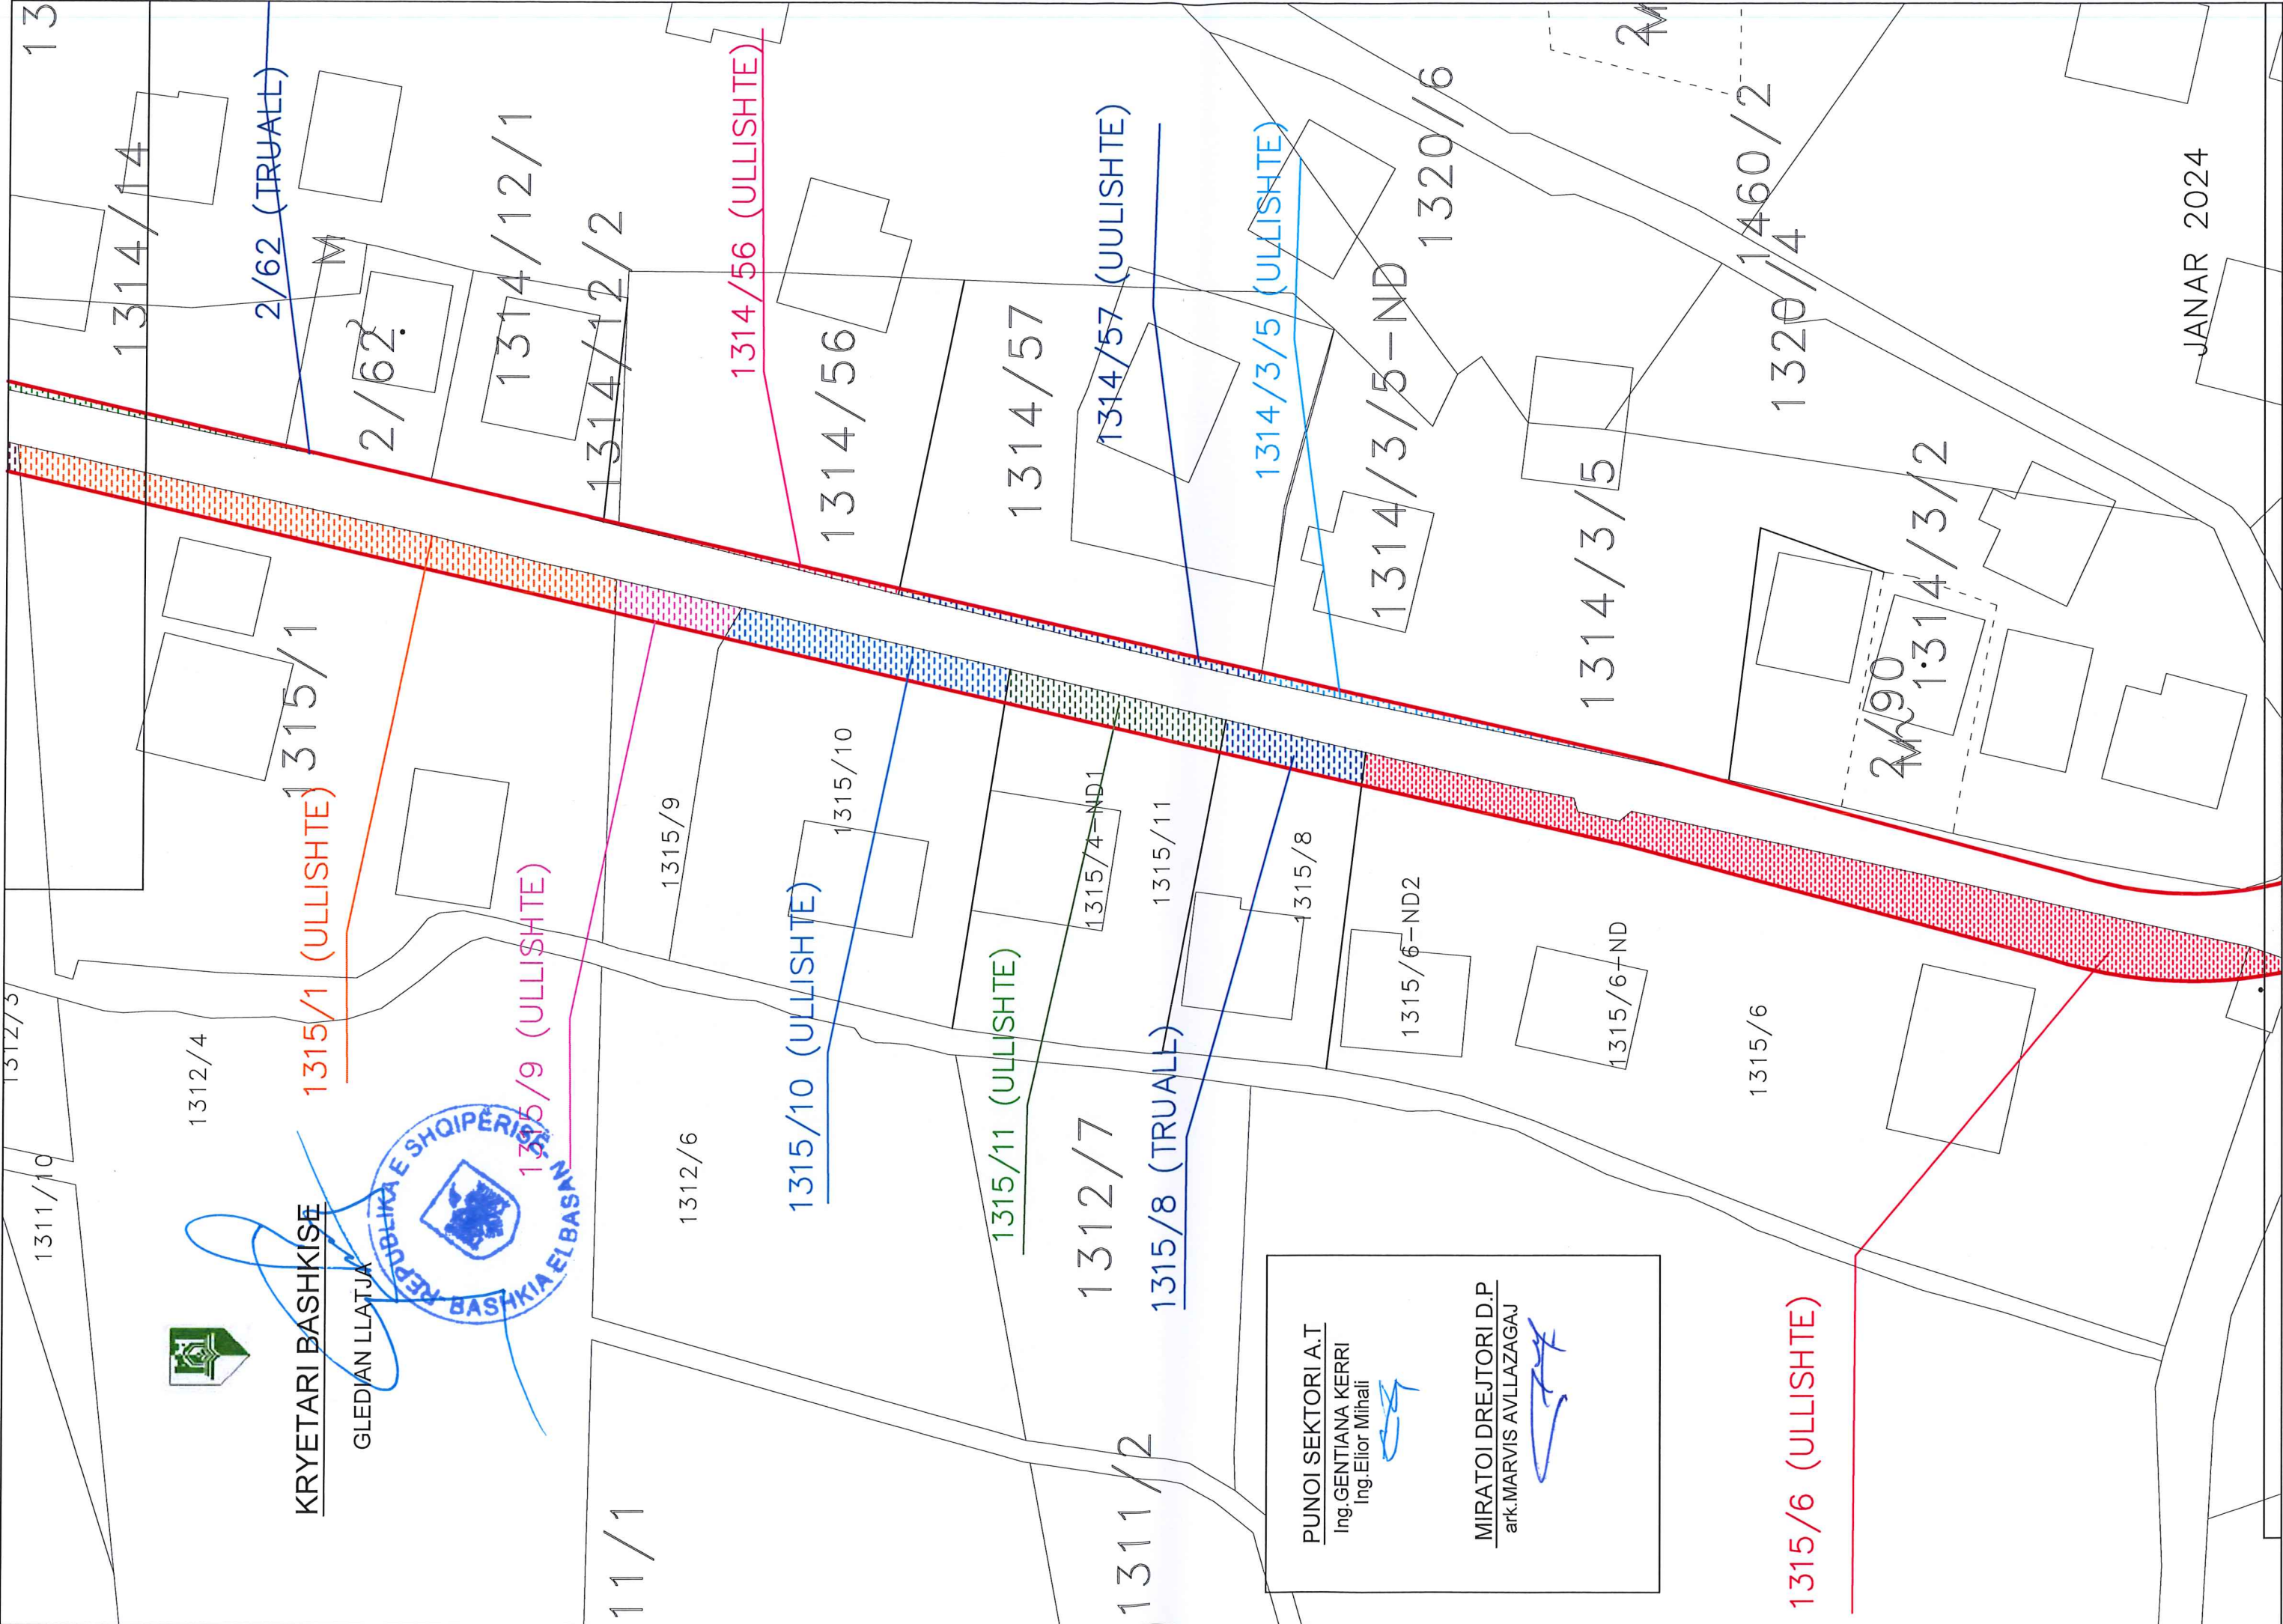 13
1314/14
2/62 (TRUALL)
M
2/62.
1314/12/1
1314/12/2
1314/56 (ULLISHTE)
1314/56
1314/57
1314/57 (UULISHTE)
1314/3/5 (ULLISHTE)
1314/3/5-ND
1320/6
1460/2
1320/4
1314/3/5
1314/3/2
2/90
JANAR 2024
1315/1
1315/1 (ULLISHTE)
1315/9
1315/9 (ULLISHTE)
1315/10
1315/10 (ULLISHTE)
1315/4-ND1
1315/11
1315/11 (ULLISHTE)
1315/8
1315/8 (TRUALL)
1315/6-ND2
1315/6-ND
1315/6
1315/6 (ULLISHTE)
1312/3
1312/4
1311/10
1312/6
1312/7
11/1
1311/2
KRYETARI BASHKISE
GLEDIAN LLATJA
REPUBLIKA E SHQIPËRISË
BASHKIA ELBASAN
PUNOI SEKTORI A.T
Ing.GENTIANA KERRI
Ing.Elior Mihali
MIRATOI DREJTORI D.P
ark.MARVIS AVLLAZAGAJ